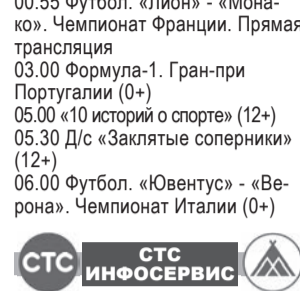 00.55 Футбол. «Лион» - «Мона-
ко». Чемпионат Франции. Прямая
трансляция
03.00 Формула-1. Гран-при
Португалии (0+)
05.00 «10 историй о спорте» (12+)
05.30 Д/с «Заклятые соперники»
(12+)
06.00 Футбол. «Ювентус» - «Ве-
рона». Чемпионат Италии (0+)
СТС
СТС
ИНФОСЕРВИС